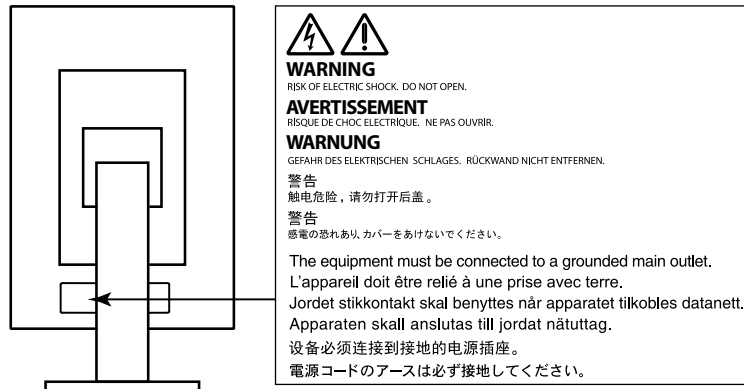 WARNING
RISK OF ELECTRIC SHOCK. DO NOT OPEN.
AVERTISSEMENT
RISQUE DE CHOC ELECTRIQUE. NE PAS OUVRIR.
WARNUNG
GEFAHR DES ELEKTRISCHEN SCHLAGES. RÜCKWAND NICHT ENTFERNEN.
警告
触电危险，请勿打开后盖。
警告
感電の恐れあり、カバーをあけないでください。
The equipment must be connected to a grounded main outlet.
L'appareil doit être relié à une prise avec terre.
Jordet stikkontakt skal benyttes når apparatet tilkobles datanett.
Apparaten skall anslutas till jordat nätuttag.
设备必须连接到接地的电源插座。
電源コードのアースは必ず接地してください。